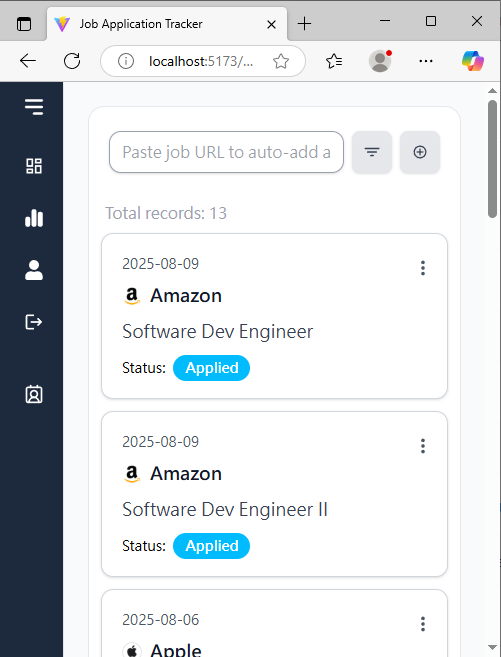 Job Application Tracker
localhost:5173/...
Paste job URL to auto-add a
Total records: 13
2025-08-09
Amazon
Software Dev Engineer
Status: Applied
2025-08-09
Amazon
Software Dev Engineer II
Status: Applied
2025-08-06
Apple